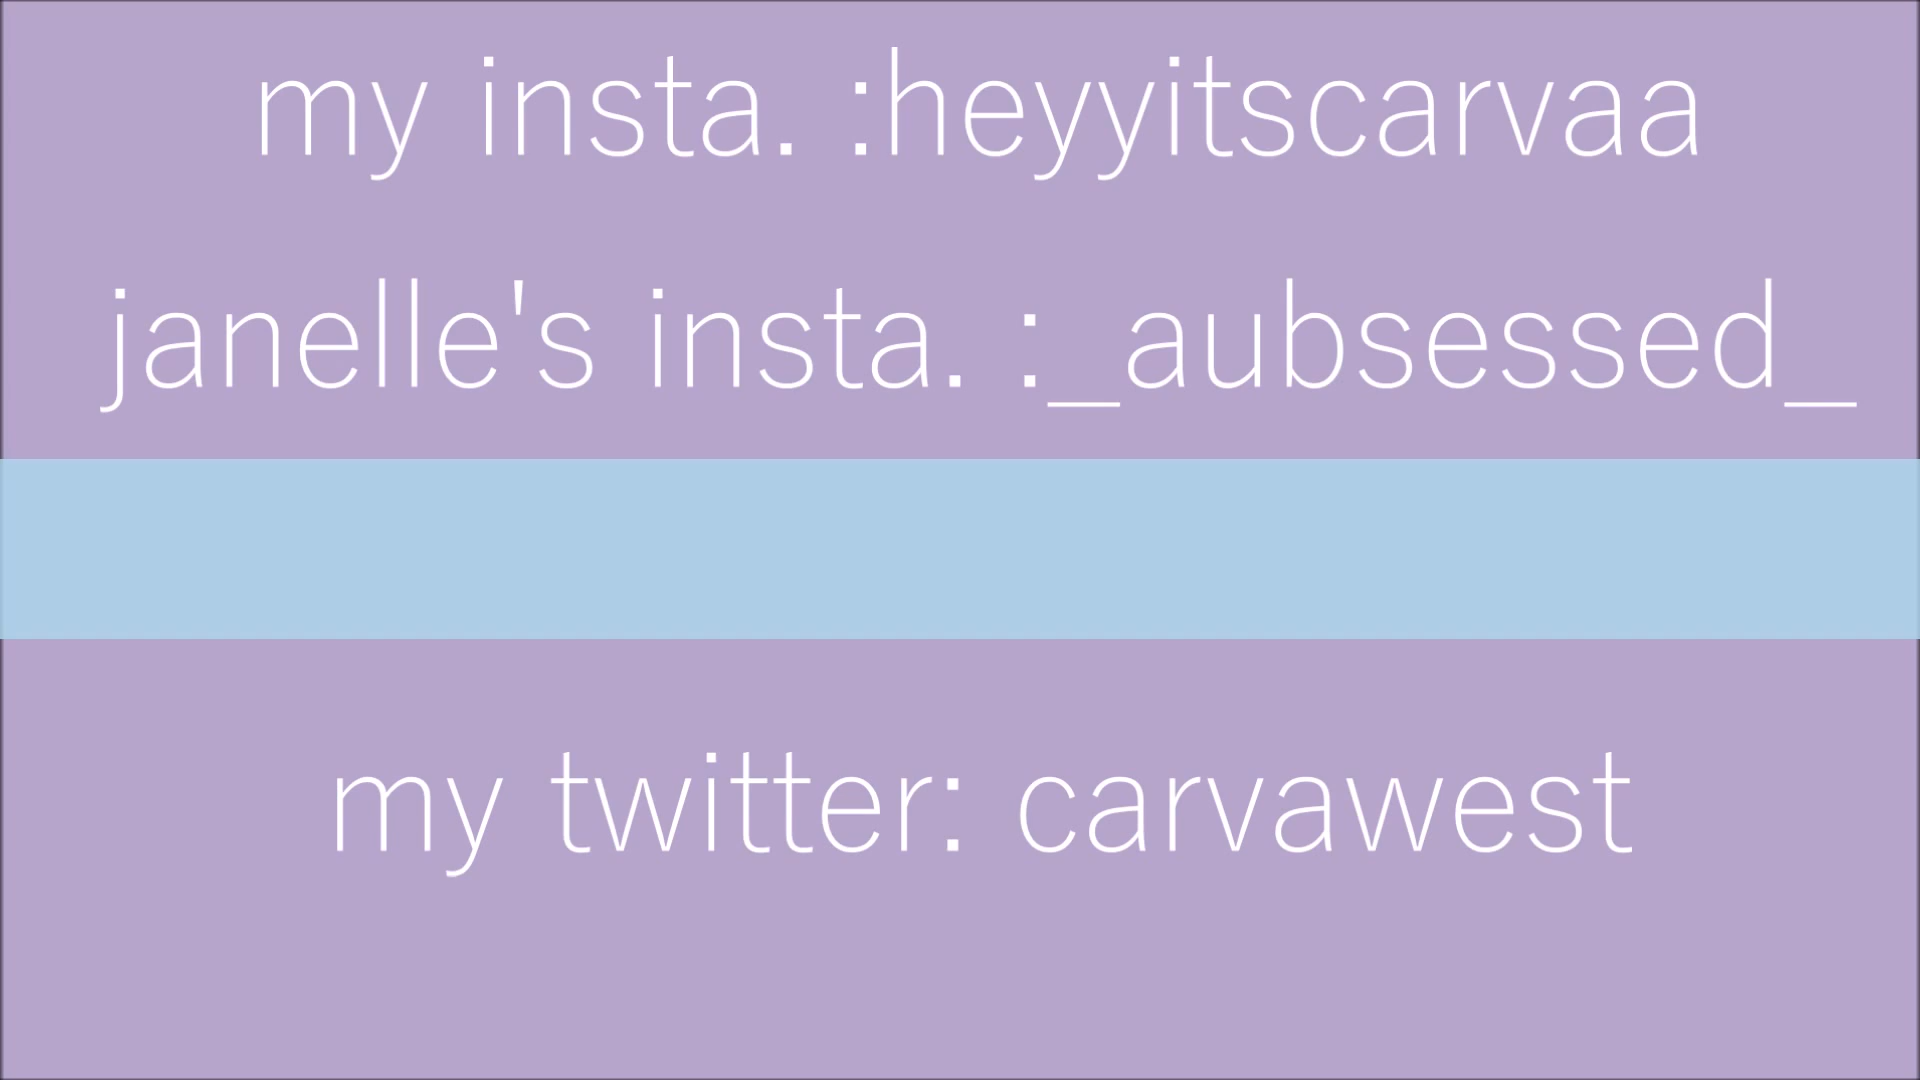 my insta. :heyyitscarvaa
janelle's insta. :_aubsessed_
my twitter: carvawest